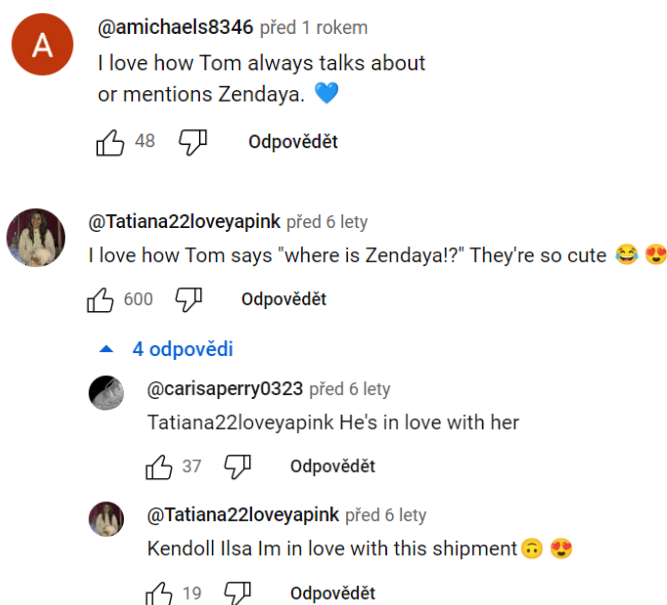 A
@amichaels8346 před 1 rokem
I love how Tom always talks about
or mentions Zendaya. 💙
48 Odpovědět
@Tatiana22loveyapink před 6 lety
I love how Tom says "where is Zendaya!?" They're so cute 😂 😍
600 Odpovědět
4 odpovědi
@carisaperry0323 před 6 lety
Tatiana22loveyapink He's in love with her
37 Odpovědět
@Tatiana22loveyapink před 6 lety
Kendoll Ilsa Im in love with this shipment🙃 😍
19 Odpovědět